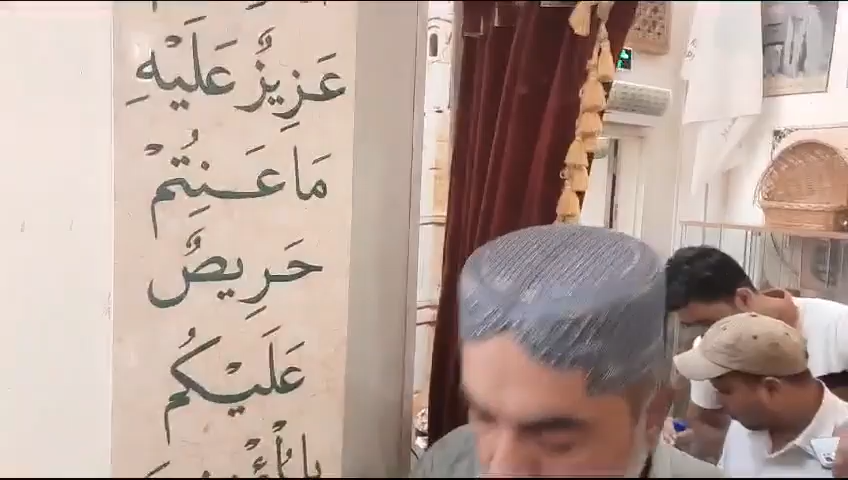 عَزِيزٌ عَلَيْهِ
مَا عَنِتُّمْ
حَرِيصٌ
عَلَيْكُمْ